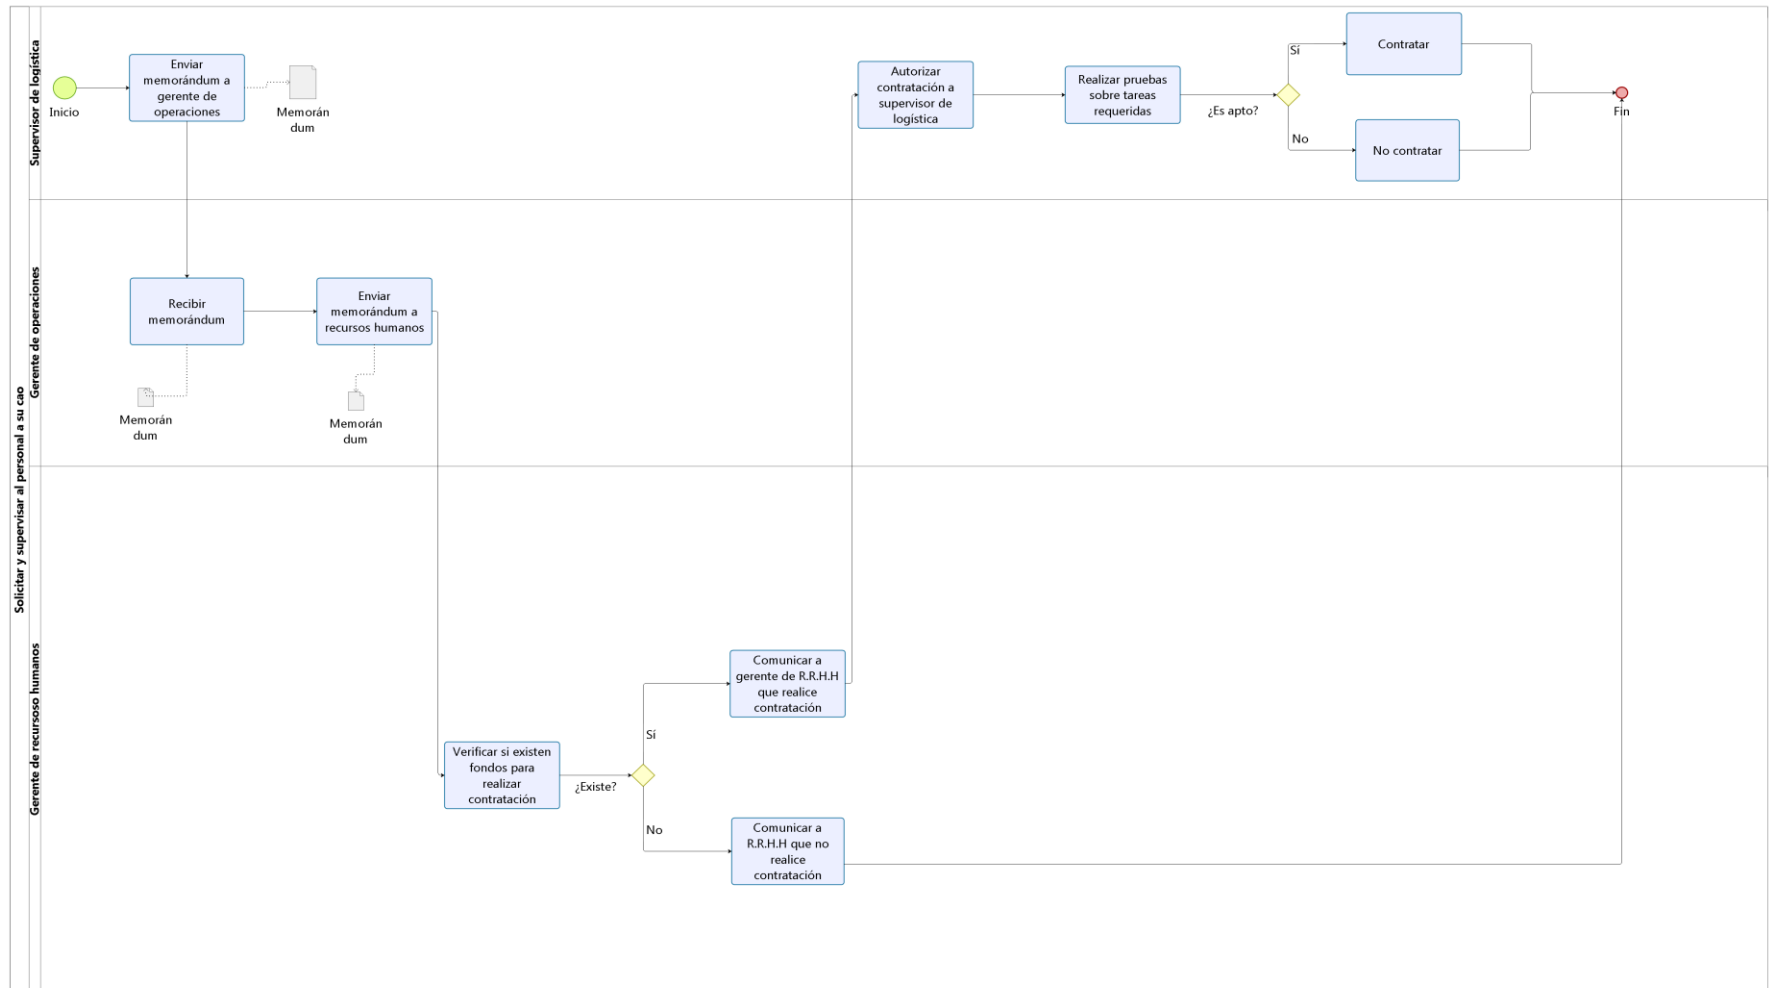 Solicitar y supervisar al personal a su cao
Supervisor de logística
Inicio
Enviar
memorándum a
gerente de
operaciones
Memorán
dum
Autorizar
contratación a
supervisor de
logística
Realizar pruebas
sobre tareas
requeridas
¿Es apto?
Sí
Contratar
No
No contratar
Fin
Gerente de operaciones
Recibir
memorándum
Memorán
dum
Enviar
memorándum a
recursos humanos
Memorán
dum
Gerente de recursoso humanos
Verificar si existen
fondos para
realizar
contratación
¿Existe?
Sí
Comunicar a
gerente de R.R.H.H
que realice
contratación
No
Comunicar a
R.R.H.H que no
realice
contratación